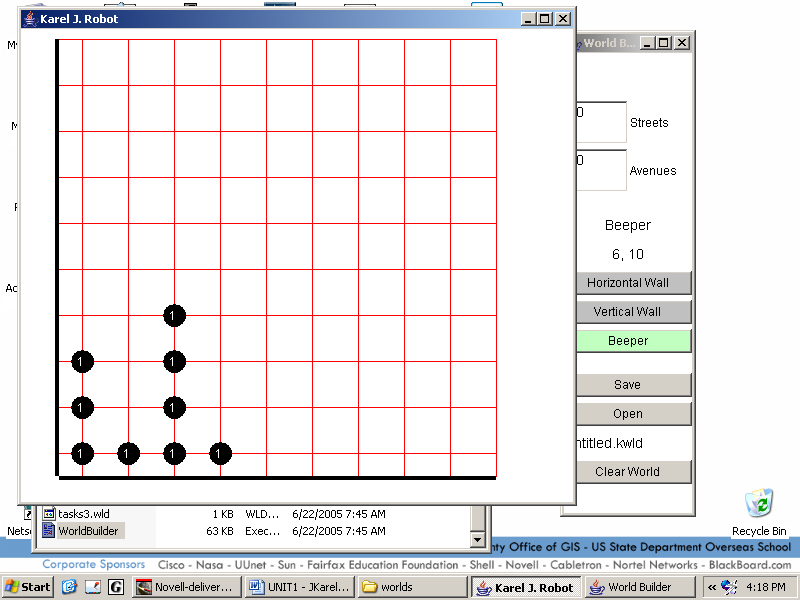 Karel J. Robot
World B...
0
Streets
0
Avenues
Beeper
6, 10
Horizontal Wall
Vertical Wall
Beeper
Save
Open
ntitled.kwld
Clear World
1
1 1
1 1
1 1 1 1
tasks3.wld 1 KB WLD... 6/22/2005 7:45 AM
WorldBuilder 63 KB Exec... 6/22/2005 7:45 AM
Netsc
Recycle Bin
nty Office of GIS - US State Department Overseas School
Corporate Sponsors Cisco - Nasa - UUnet - Sun - Fairfax Education Foundation - Shell - Novell - Cabletron - Nortel Networks - BlackBoard.com
Start G Novell-deliver... UNIT1 - JKarel... worlds Karel J. Robot World Builder « 4:18 PM